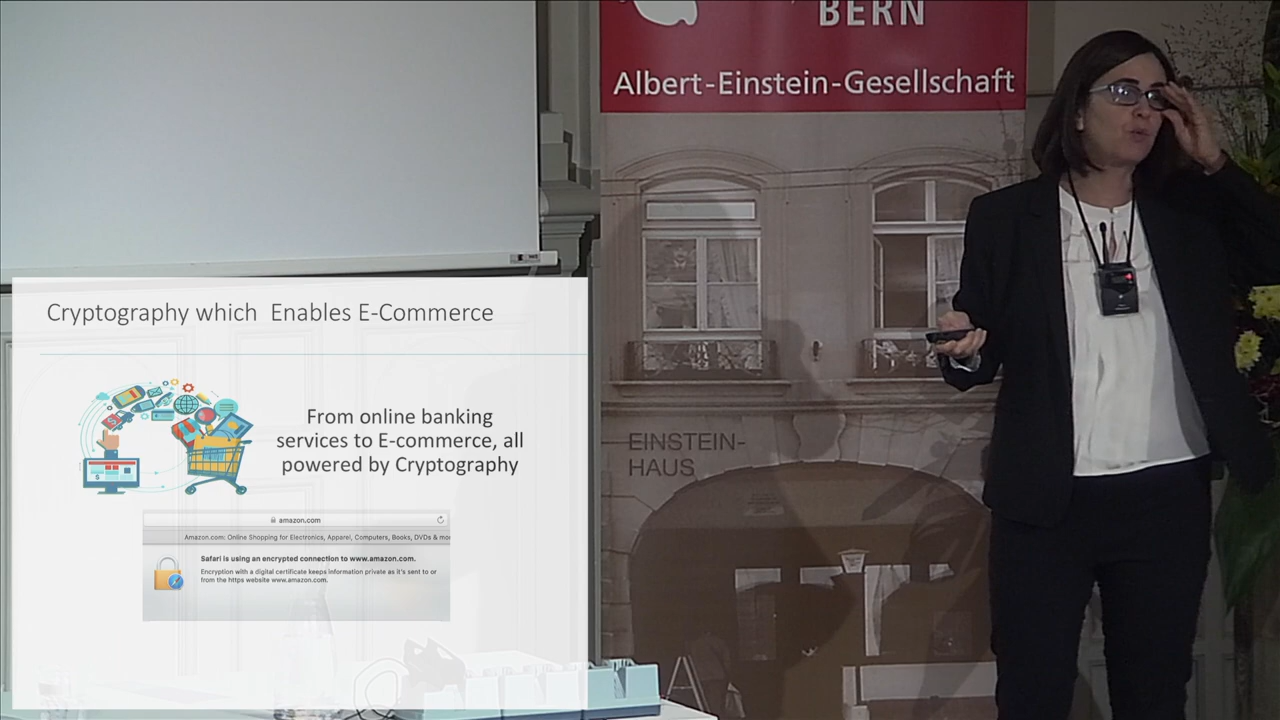 BERN
Albert-Einstein-Gesellschaft
EINSTEIN-
HAUS
Cryptography which Enables E-Commerce
From online banking
services to E-commerce, all
powered by Cryptography
amazon.com
Amazon.com: Online Shopping for Electronics, Apparel, Computers, Books, DVDs & mo
Safari is using an encrypted connection to www.amazon.com.
Encryption with a digital certificate keeps information private as it's sent to or
from the https website www.amazon.com.